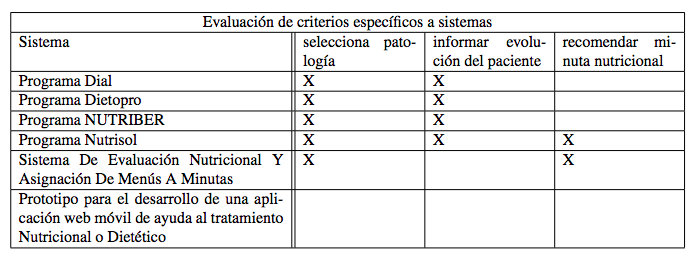 Evaluación de criterios específicos a sistemas
Sistema selecciona pato- informar evolu- recomendar mi-
logía ción del paciente nuta nutricional
Programa Dial X X
Programa Dietopro X X
Programa NUTRIBER X X
Programa Nutrisol X X X
Sistema De Evaluación Nutricional Y X X
Asignación De Menús A Minutas
Prototipo para el desarrollo de una apli-
cación web móvil de ayuda al tratamiento
Nutricional o Dietético